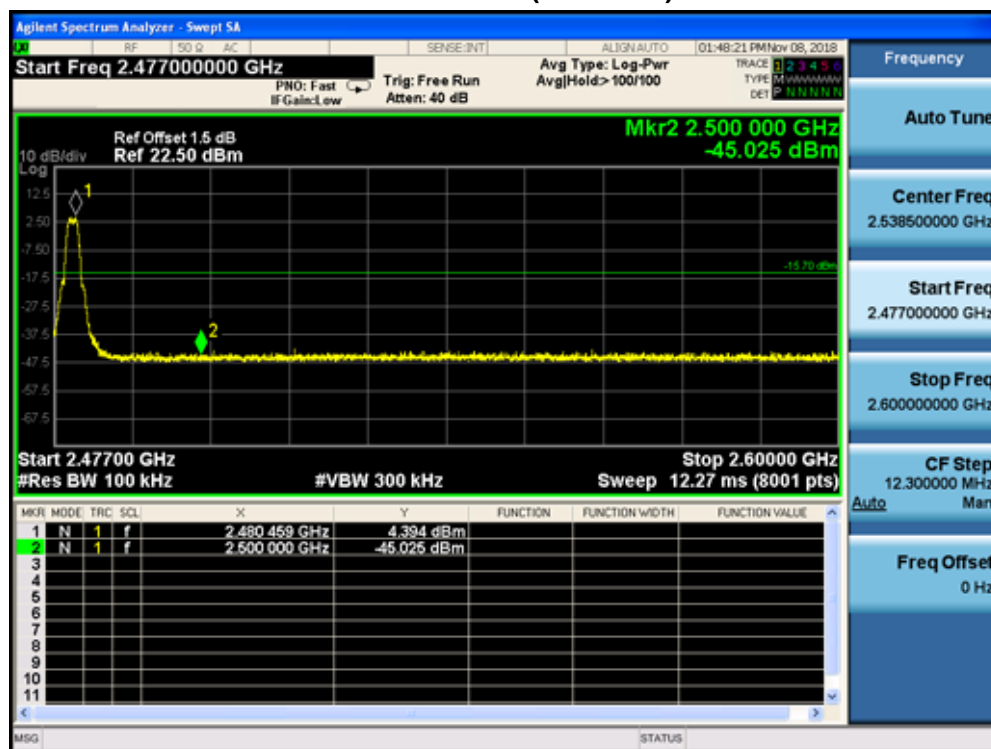 Agilent Spectrum Analyzer - Swept SA
RF 50 Ω AC SENSE:INT ALIGN AUTO 01:48:21 PM Nov 08, 2018
Start Freq 2.477000000 GHz
PNO: Fast Trig: Free Run
IFGain:Low Atten: 40 dB
Avg Type: Log-Pwr
Avg|Hold:>100/100
TRACE 1 2 3 4 5 6
TYPE M
DET P N N N N N
Ref Offset 1.5 dB
10 dB/div Ref 22.50 dBm
Log
Mkr2 2.500 000 GHz
-45.025 dBm
12.5
2.50
-7.50
-17.5
-27.5
-37.5
-47.5
-57.5
-67.5
1
2
-15.70 dBm
Start 2.47700 GHz Stop 2.60000 GHz
#Res BW 100 kHz #VBW 300 kHz Sweep 12.27 ms (8001 pts)
MKR MODE TRC SCL X Y FUNCTION FUNCTION WIDTH FUNCTION VALUE
1 N 1 f 2.480 459 GHz 4.394 dBm
2 N 1 f 2.500 000 GHz -45.025 dBm
3
4
5
6
7
8
9
10
11
MSG STATUS
Frequency
Auto Tune
Center Freq
2.538500000 GHz
Start Freq
2.477000000 GHz
Stop Freq
2.600000000 GHz
CF Step
12.300000 MHz
Auto Man
Freq Offset
0 Hz